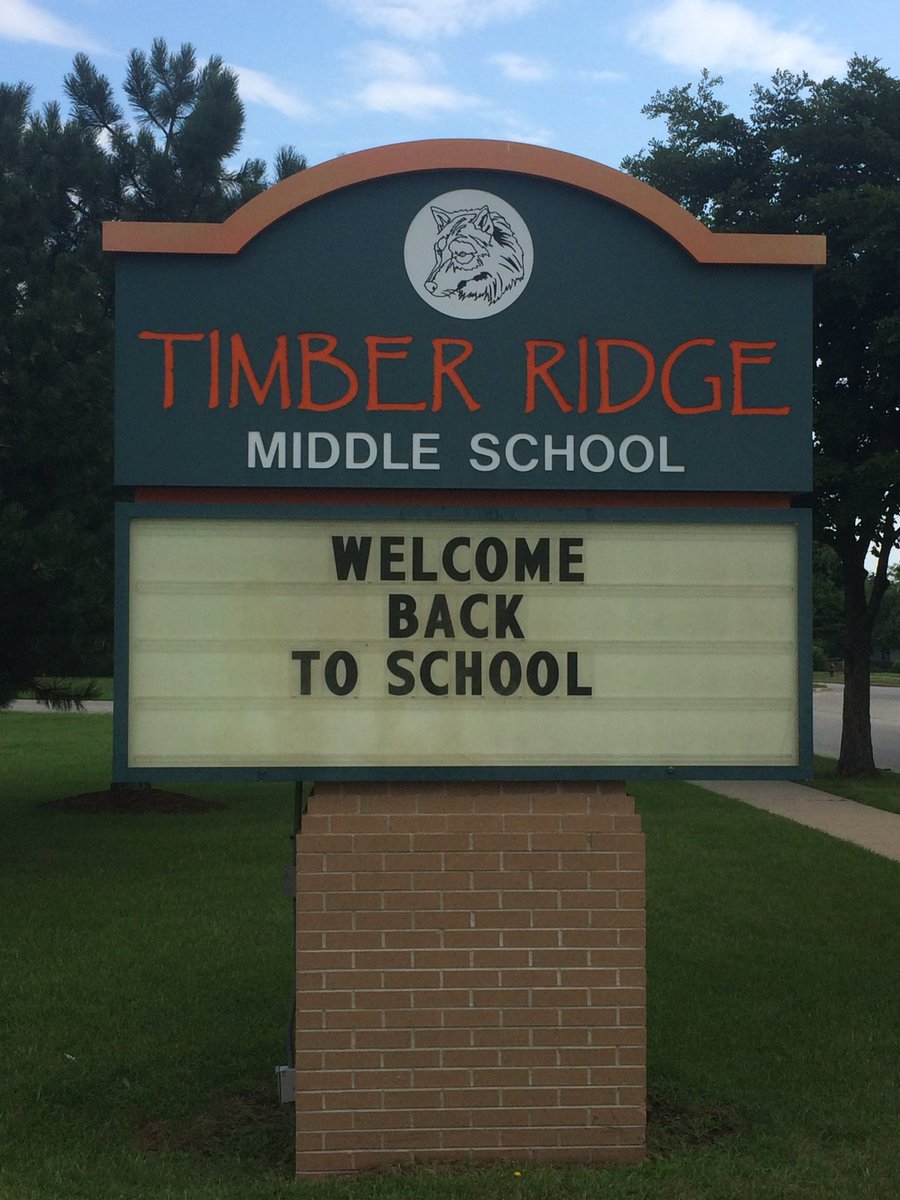 TIMBER RIDGE
MIDDLE SCHOOL
WELCOME
BACK
TO SCHOOL